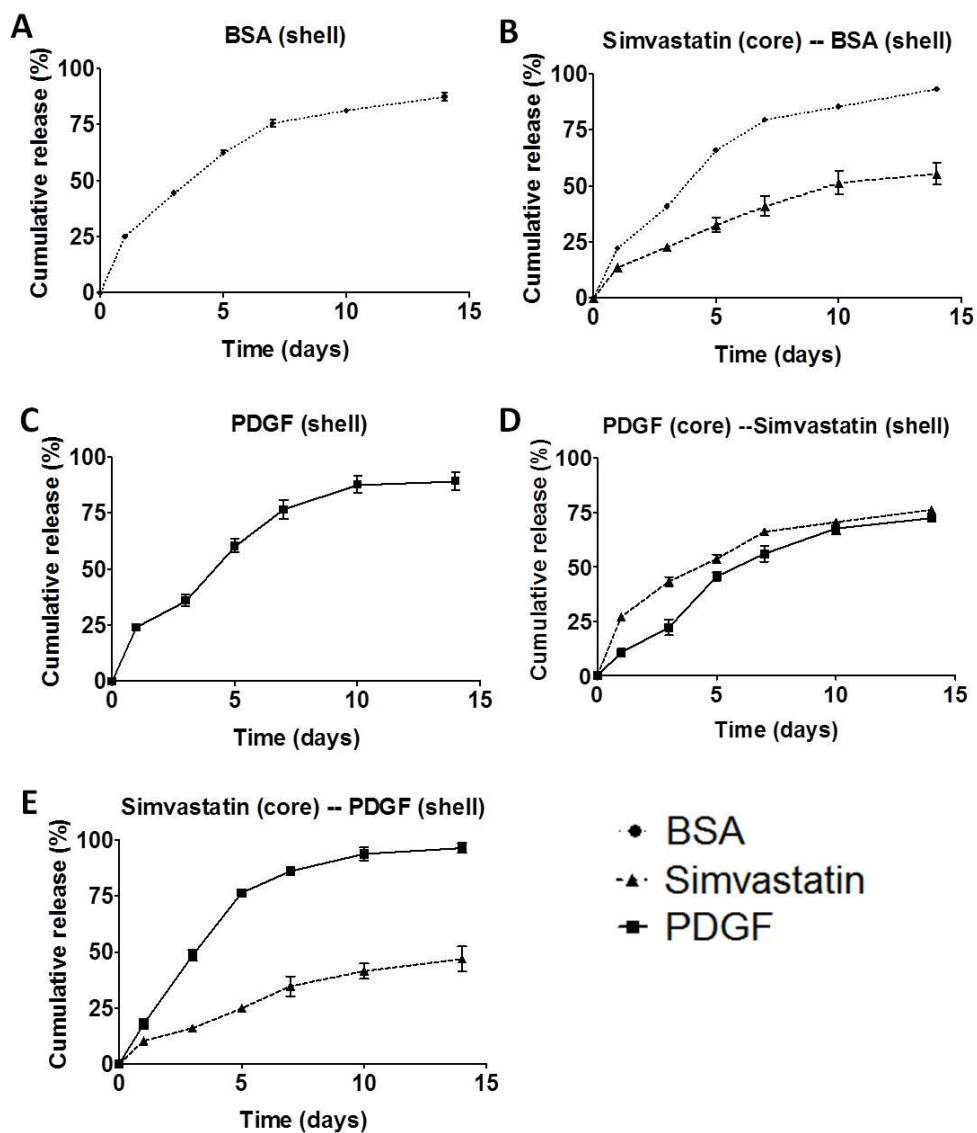 A
BSA (shell)
Cumulative release (%)
100
75
50
25
0
0 5 10 15
Time (days)
B
Simvastatin (core) -- BSA (shell)
Cumulative release (%)
100
75
50
25
0
0 5 10 15
Time (days)
C
PDGF (shell)
Cumulative release (%)
100
75
50
25
0
0 5 10 15
Time (days)
D
PDGF (core) --Simvastatin (shell)
Cumulative release (%)
100
75
50
25
0
0 5 10 15
Time (days)
E
Simvastatin (core) -- PDGF (shell)
Cumulative release (%)
100
75
50
25
0
0 5 10 15
Time (days)
BSA
Simvastatin
PDGF